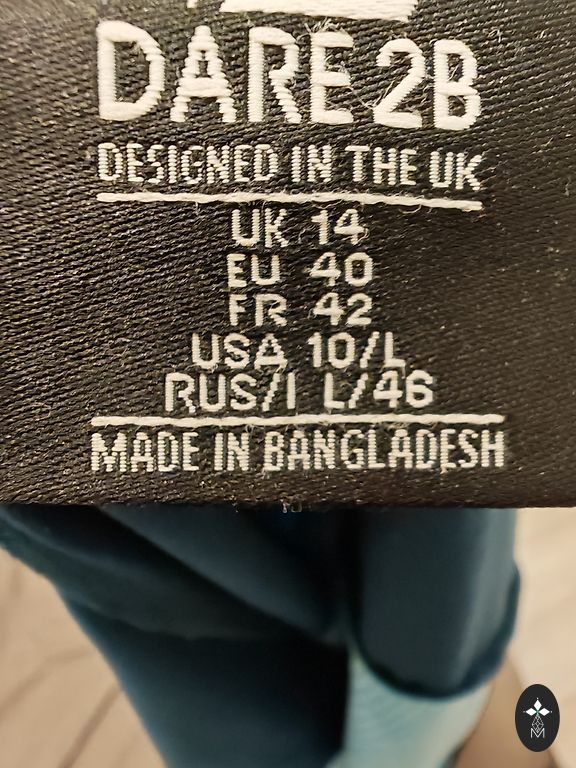 DARE2B
DESIGNED IN THE UK
UK 14
EU 40
FR 42
USA 10/L
RUS/I L/46
MADE IN BANGLADESH
M